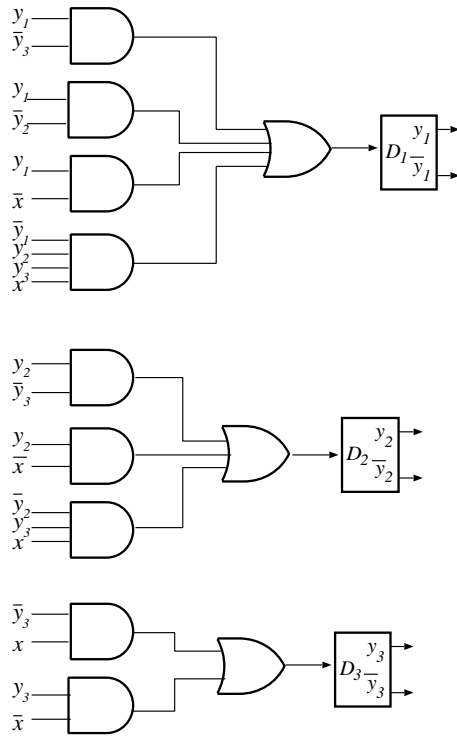 y₁
ȳ₃
y₁
ȳ₂
y₁
x̄
ȳ₁
y₂
y₃
x
D₁
y₁
ȳ₁
y₂
ȳ₃
y₂
x̄
ȳ₂
y₃
x
D₂
y₂
ȳ₂
ȳ₃
x
y₃
x̄
D₃
y₃
ȳ₃